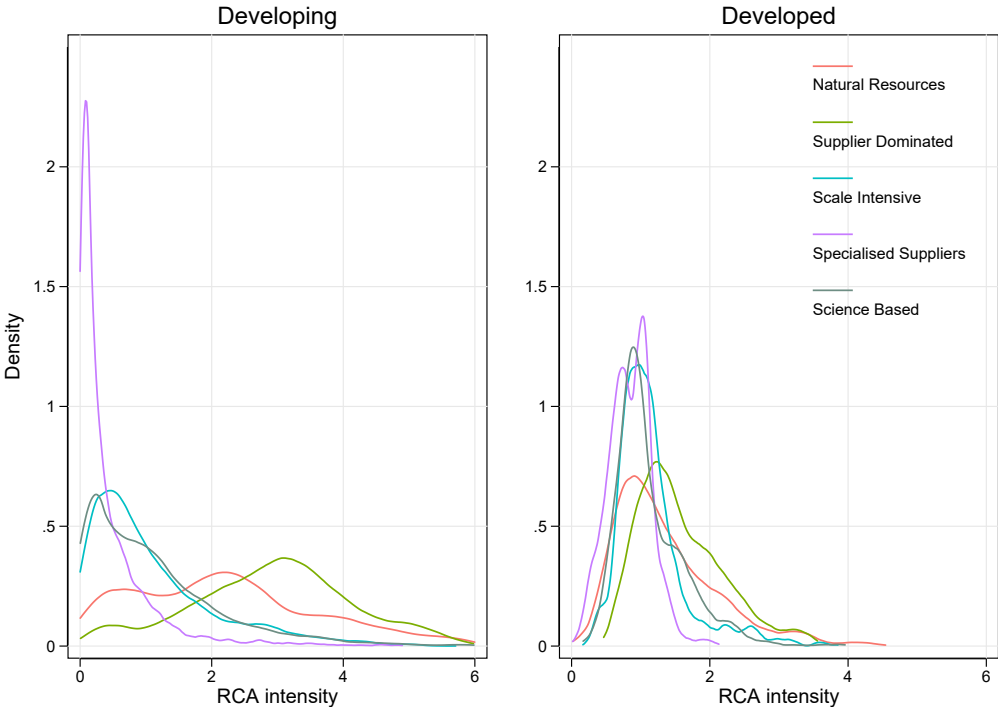 Developing
Developed
Density
2
1.5
1
.5
0
0
2
4
6
RCA intensity
2
1.5
1
.5
0
0
2
4
6
RCA intensity
Natural Resources
Supplier Dominated
Scale Intensive
Specialised Suppliers
Science Based